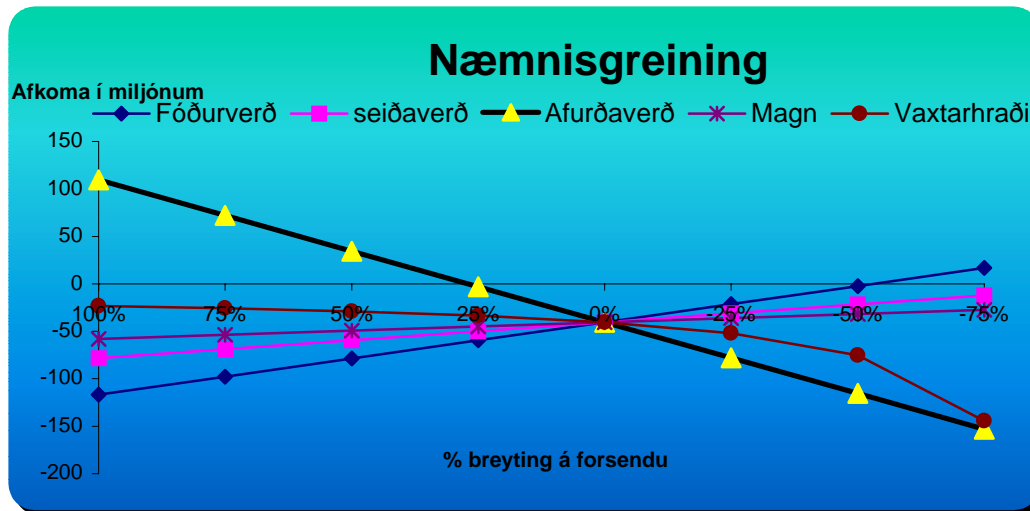 Næmnisgreining
Afkoma í miljónum
Fóðurverð seiðaverð Afurðaverð Magn Vaxtarhraði
150
100
50
0
-50
-100
-150
-200
100% 75% 50% 25% 0% -25% -50% -75%
% breyting á forsendu